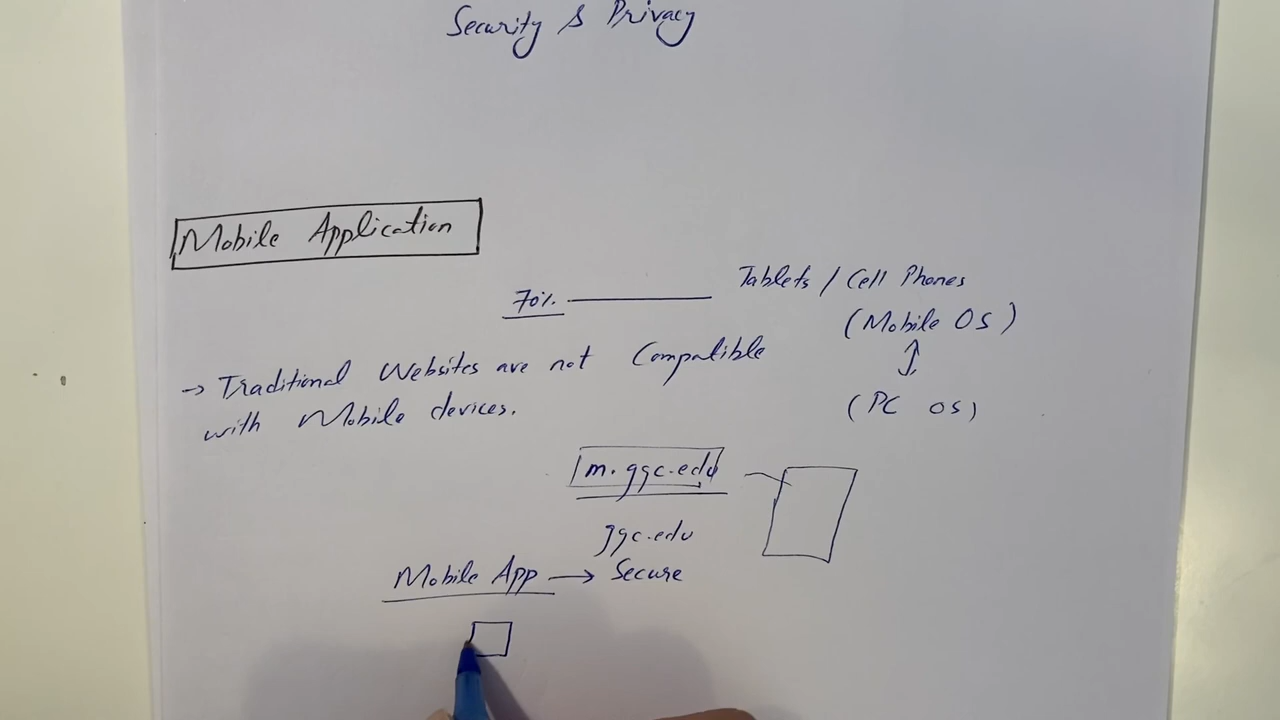 Security & Privacy
Mobile Application
70% Tablets / Cell Phones
(Mobile OS)
→ Traditional Websites are not Compatible
with Mobile devices.
(PC OS)
m.ggc.edu
ggc.edu
Mobile App → Secure